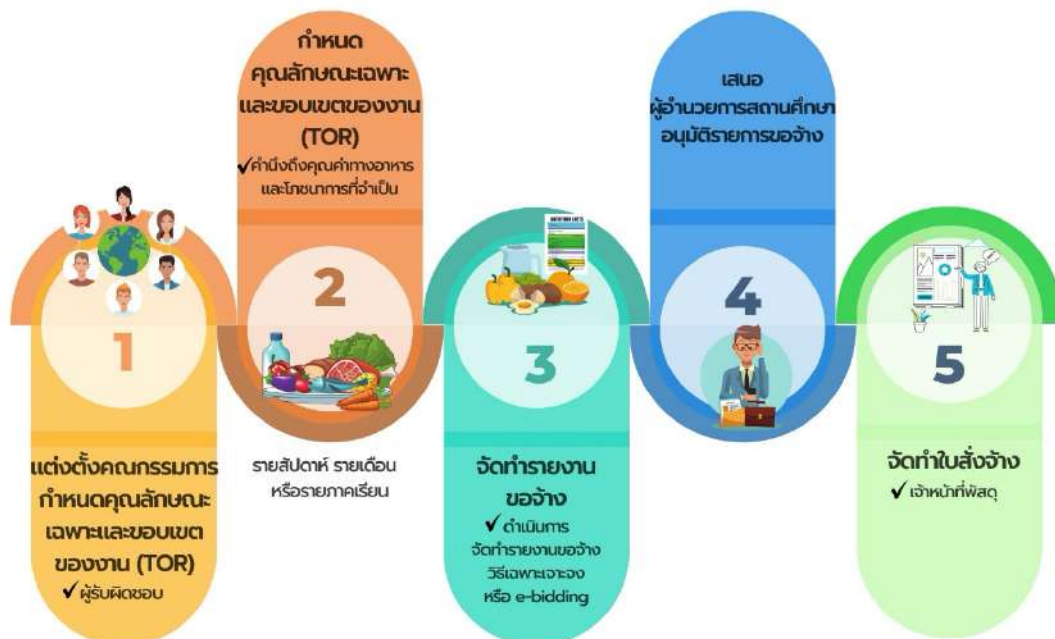 1
แต่งตั้งคณะกรรมการ
กำหนดคุณลักษณะ
เฉพาะและขอบเขต
ของงาน (TOR)
✓ ผู้รับผิดชอบ
กำหนด
คุณลักษณะเฉพาะ
และขอบเขตของงาน
(TOR)
✓คำนึงถึงคุณค่าทางอาหาร
และโภชนาการที่จำเป็น
2
รายสัปดาห์ รายเดือน
หรือรายภาคเรียน
3
จัดทำรายงาน
ขอจ้าง
✓ ดำเนินการ
จัดทำรายงานขอจ้าง
วิธีเฉพาะเจาะจง
หรือ e-bidding
เสนอ
ผู้อำนวยการสถานศึกษา
อนุมัติรายการขอจ้าง
4
5
จัดทำใบสั่งจ้าง
✓ เจ้าหน้าที่พัสดุ